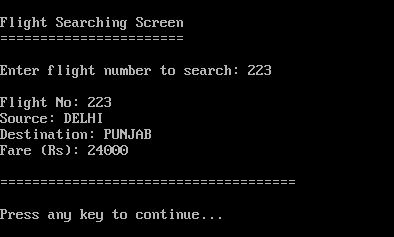 Flight Searching Screen
=======================
Enter flight number to search: 223
Flight No: 223
Source: DELHI
Destination: PUNJAB
Fare (Rs): 24000
=====================================
Press any key to continue...